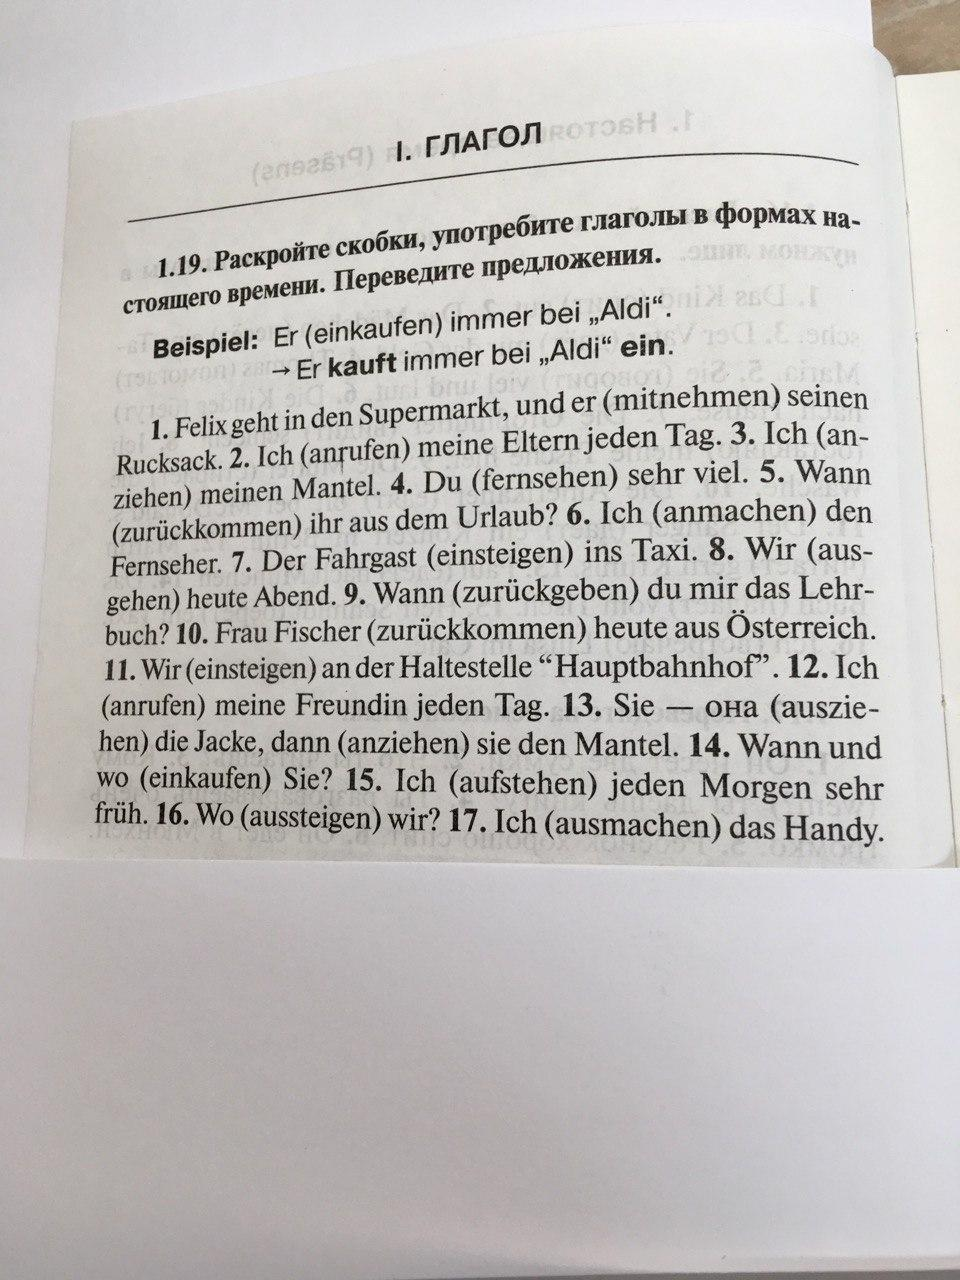 I. ГЛАГОЛ
1.19. Раскройте скобки, употребите глаголы в формах на-
стоящего времени. Переведите предложения.
Beispiel: Er (einkaufen) immer bei „Aldi“.
→ Er kauft immer bei „Aldi“ ein.
1. Felix geht in den Supermarkt, und er (mitnehmen) seinen
Rucksack. 2. Ich (anrufen) meine Eltern jeden Tag. 3. Ich (an-
ziehen) meinen Mantel. 4. Du (fernsehen) sehr viel. 5. Wann
(zurückkommen) ihr aus dem Urlaub? 6. Ich (anmachen) den
Fernseher. 7. Der Fahrgast (einsteigen) ins Taxi. 8. Wir (aus-
gehen) heute Abend. 9. Wann (zurückgeben) du mir das Lehr-
buch? 10. Frau Fischer (zurückkommen) heute aus Österreich.
11. Wir (einsteigen) an der Haltestelle “Hauptbahnhof”. 12. Ich
(anrufen) meine Freundin jeden Tag. 13. Sie — она (auszie-
hen) die Jacke, dann (anziehen) sie den Mantel. 14. Wann und
wo (einkaufen) Sie? 15. Ich (aufstehen) jeden Morgen sehr
früh. 16. Wo (aussteigen) wir? 17. Ich (ausmachen) das Handy.